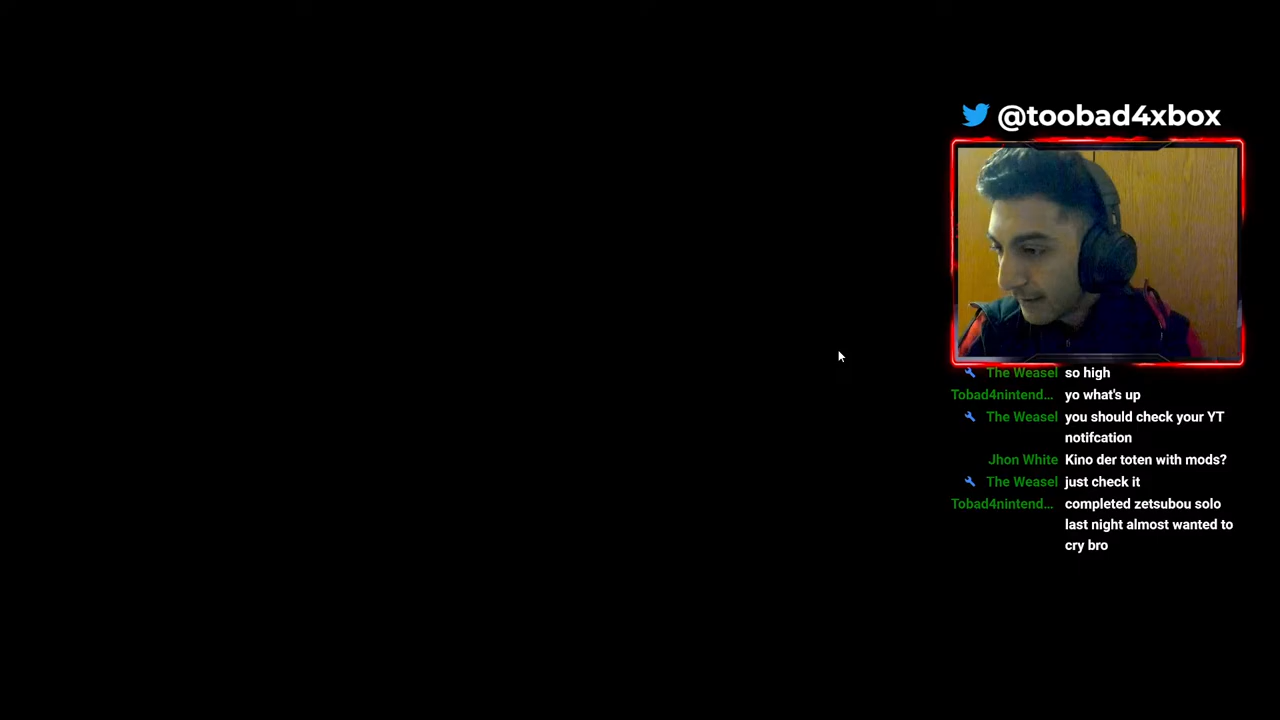 @toobad4xbox
The Weasel so high
Tobad4nintend... yo what's up
The Weasel you should check your YT
notifcation
Jhon White Kino der toten with mods?
The Weasel just check it
Tobad4nintend... completed zetsubou solo
last night almost wanted to
cry bro